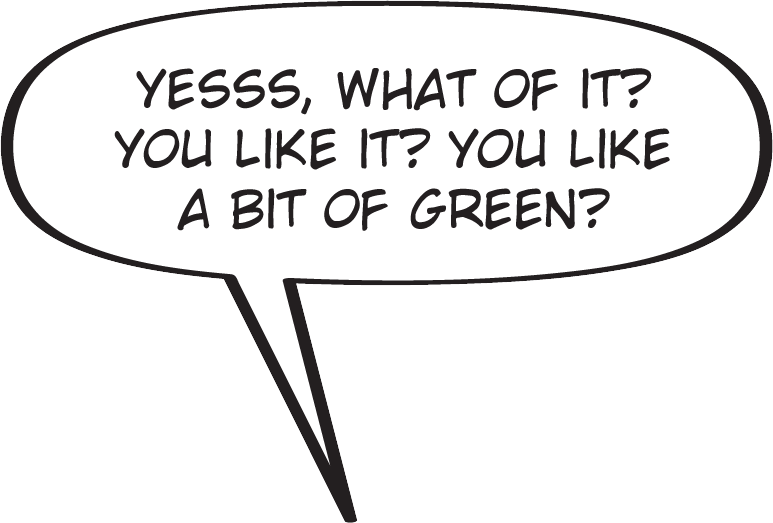 YESSS, WHAT OF IT?
YOU LIKE IT? YOU LIKE
A BIT OF GREEN?